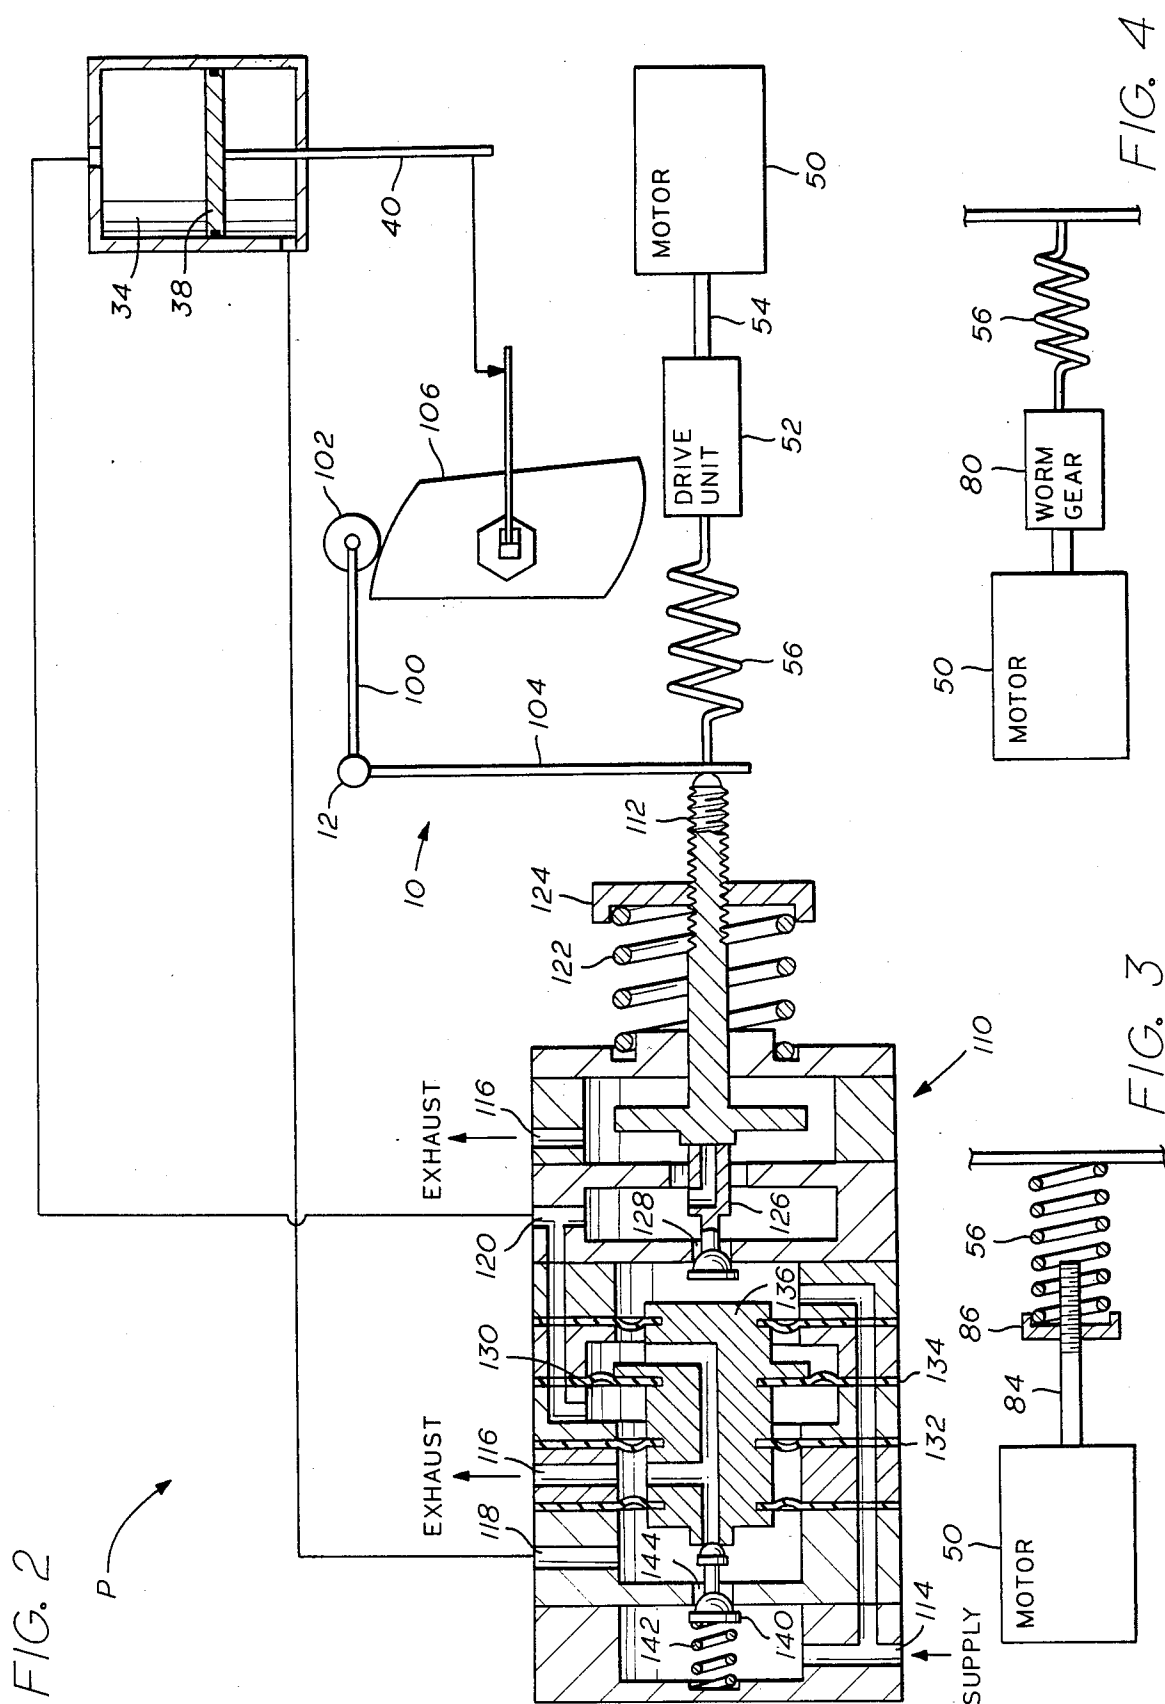 FIG. 2
P
34
38
40
102
106
100
12
104
10
MOTOR
50
54
DRIVE
UNIT
52
56
112
124
122
EXHAUST
116
120
128
126
110
130
136
EXHAUST
116
118
134
132
144
142
140
114
SUPPLY
FIG. 3
MOTOR
50
84
86
56
FIG. 4
MOTOR
50
WORM
GEAR
80
56